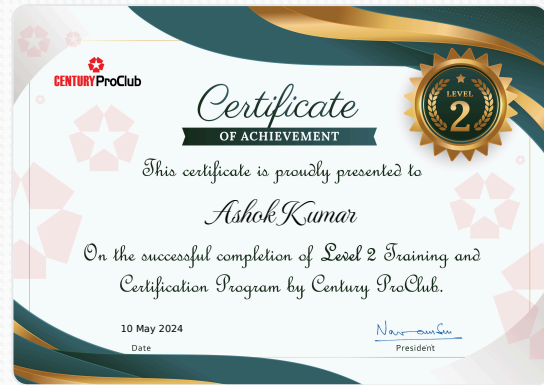 CENTURY ProClub
Certificate
OF ACHIEVEMENT
LEVEL
2
This certificate is proudly presented to
Ashok Kumar
On the successful completion of Level 2 Training and
Certification Program by Century ProClub.
10 May 2024
Date
President